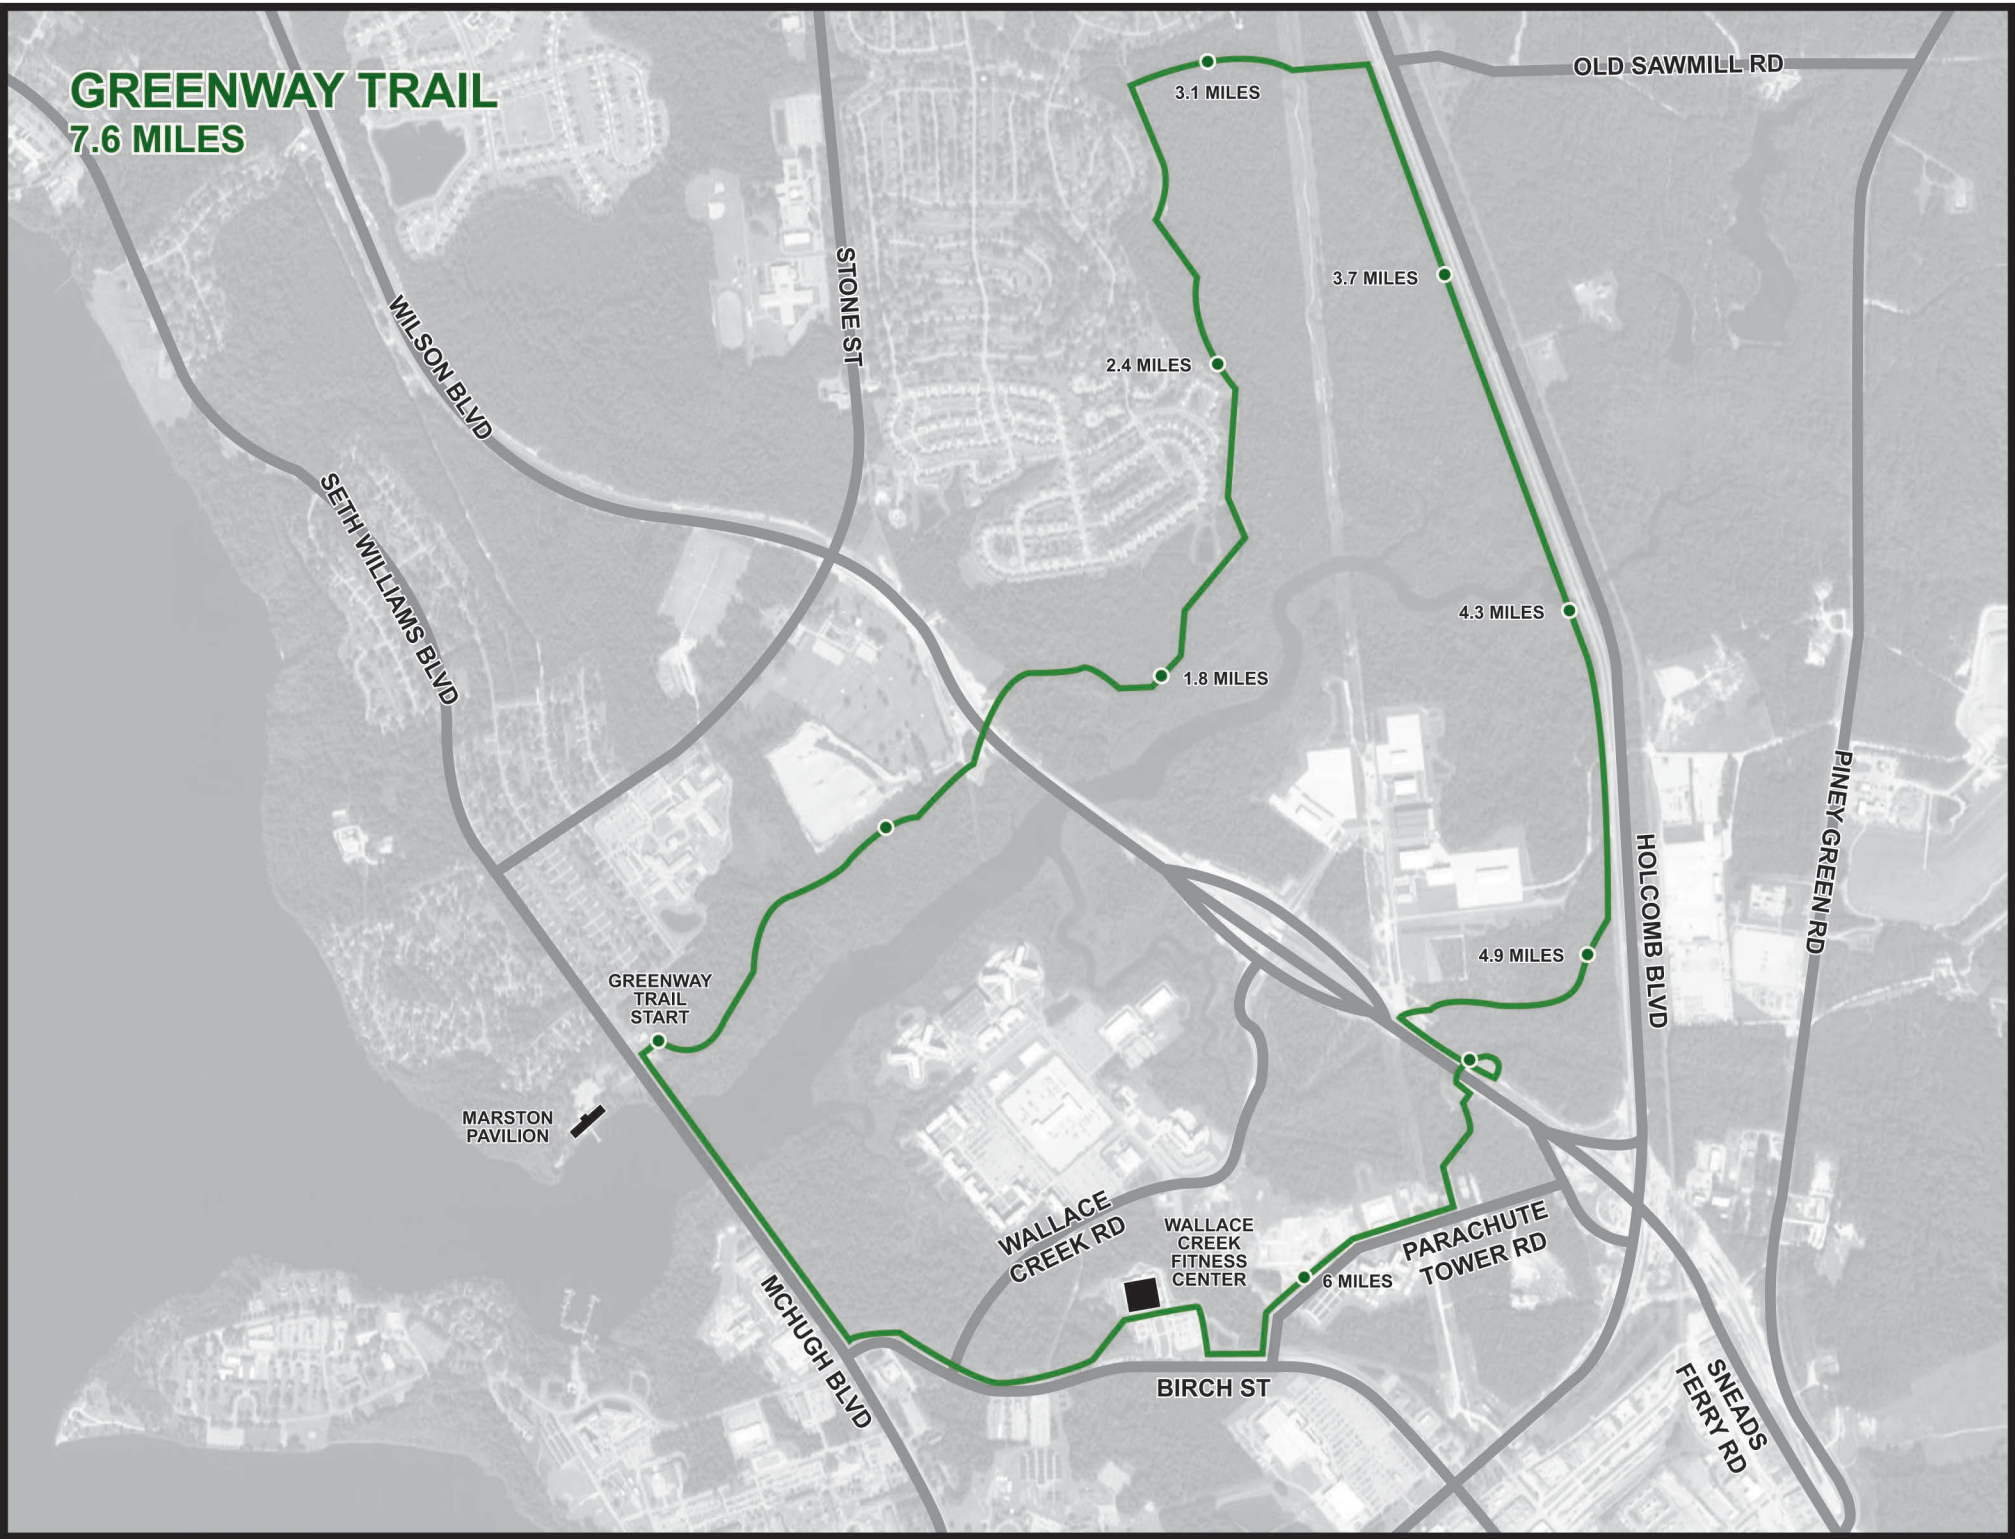 GREENWAY TRAIL
7.6 MILES
OLD SAWMILL RD
3.1 MILES
STONE ST
3.7 MILES
WILSON BLVD
2.4 MILES
SETH WILLIAMS BLVD
4.3 MILES
1.8 MILES
PINEY GREEN RD
HOLCOMB BLVD
4.9 MILES
GREENWAY
TRAIL
START
MARSTON
PAVILION
WALLACE
CREEK RD
WALLACE
CREEK
FITNESS
CENTER
PARACHUTE
TOWER RD
6 MILES
MCHUGH BLVD
BIRCH ST
SNEADS
FERRY RD